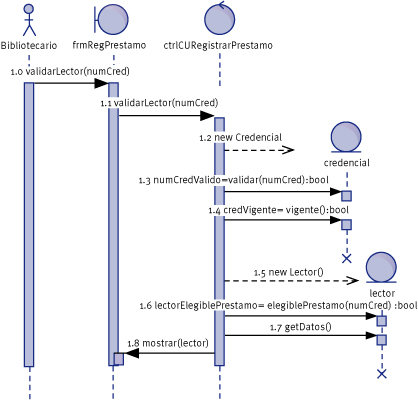 Bibliotecario
frmRegPrestamo
ctrlCURegistrarPrestamo
1.0 validarLector(numCred)
1.1 validarLector(numCred)
1.2 new Credencial
credencial
1.3 numCredValido=validar(numCred):bool
1.4 credVigente= vigente():bool
1.5 new Lector()
lector
1.6 lectorElegiblePrestamo= elegiblePrestamo(numCred) :bool
1.7 getDatos()
1.8 mostrar(lector)